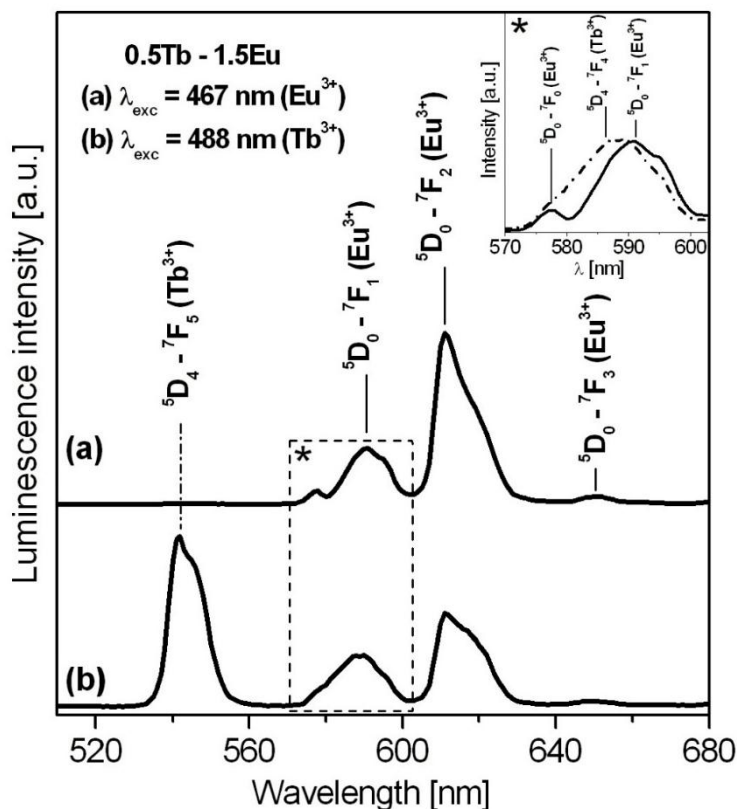 0.5Tb - 1.5Eu
(a) λexc = 467 nm (Eu³⁺)
(b) λexc = 488 nm (Tb³⁺)
*
Intensity [a.u.]
⁵D₀ - ⁷F₀ (Eu³⁺)
⁵D₄ - ⁷F₄ (Tb³⁺)
⁵D₀ - ⁷F₁ (Eu³⁺)
570 580 590 600
λ [nm]
Luminescence intensity [a.u.]
⁵D₄ - ⁷F₅ (Tb³⁺)
⁵D₀ - ⁷F₁ (Eu³⁺)
⁵D₀ - ⁷F₂ (Eu³⁺)
⁵D₀ - ⁷F₃ (Eu³⁺)
(a)
*
(b)
520 560 600 640 680
Wavelength [nm]